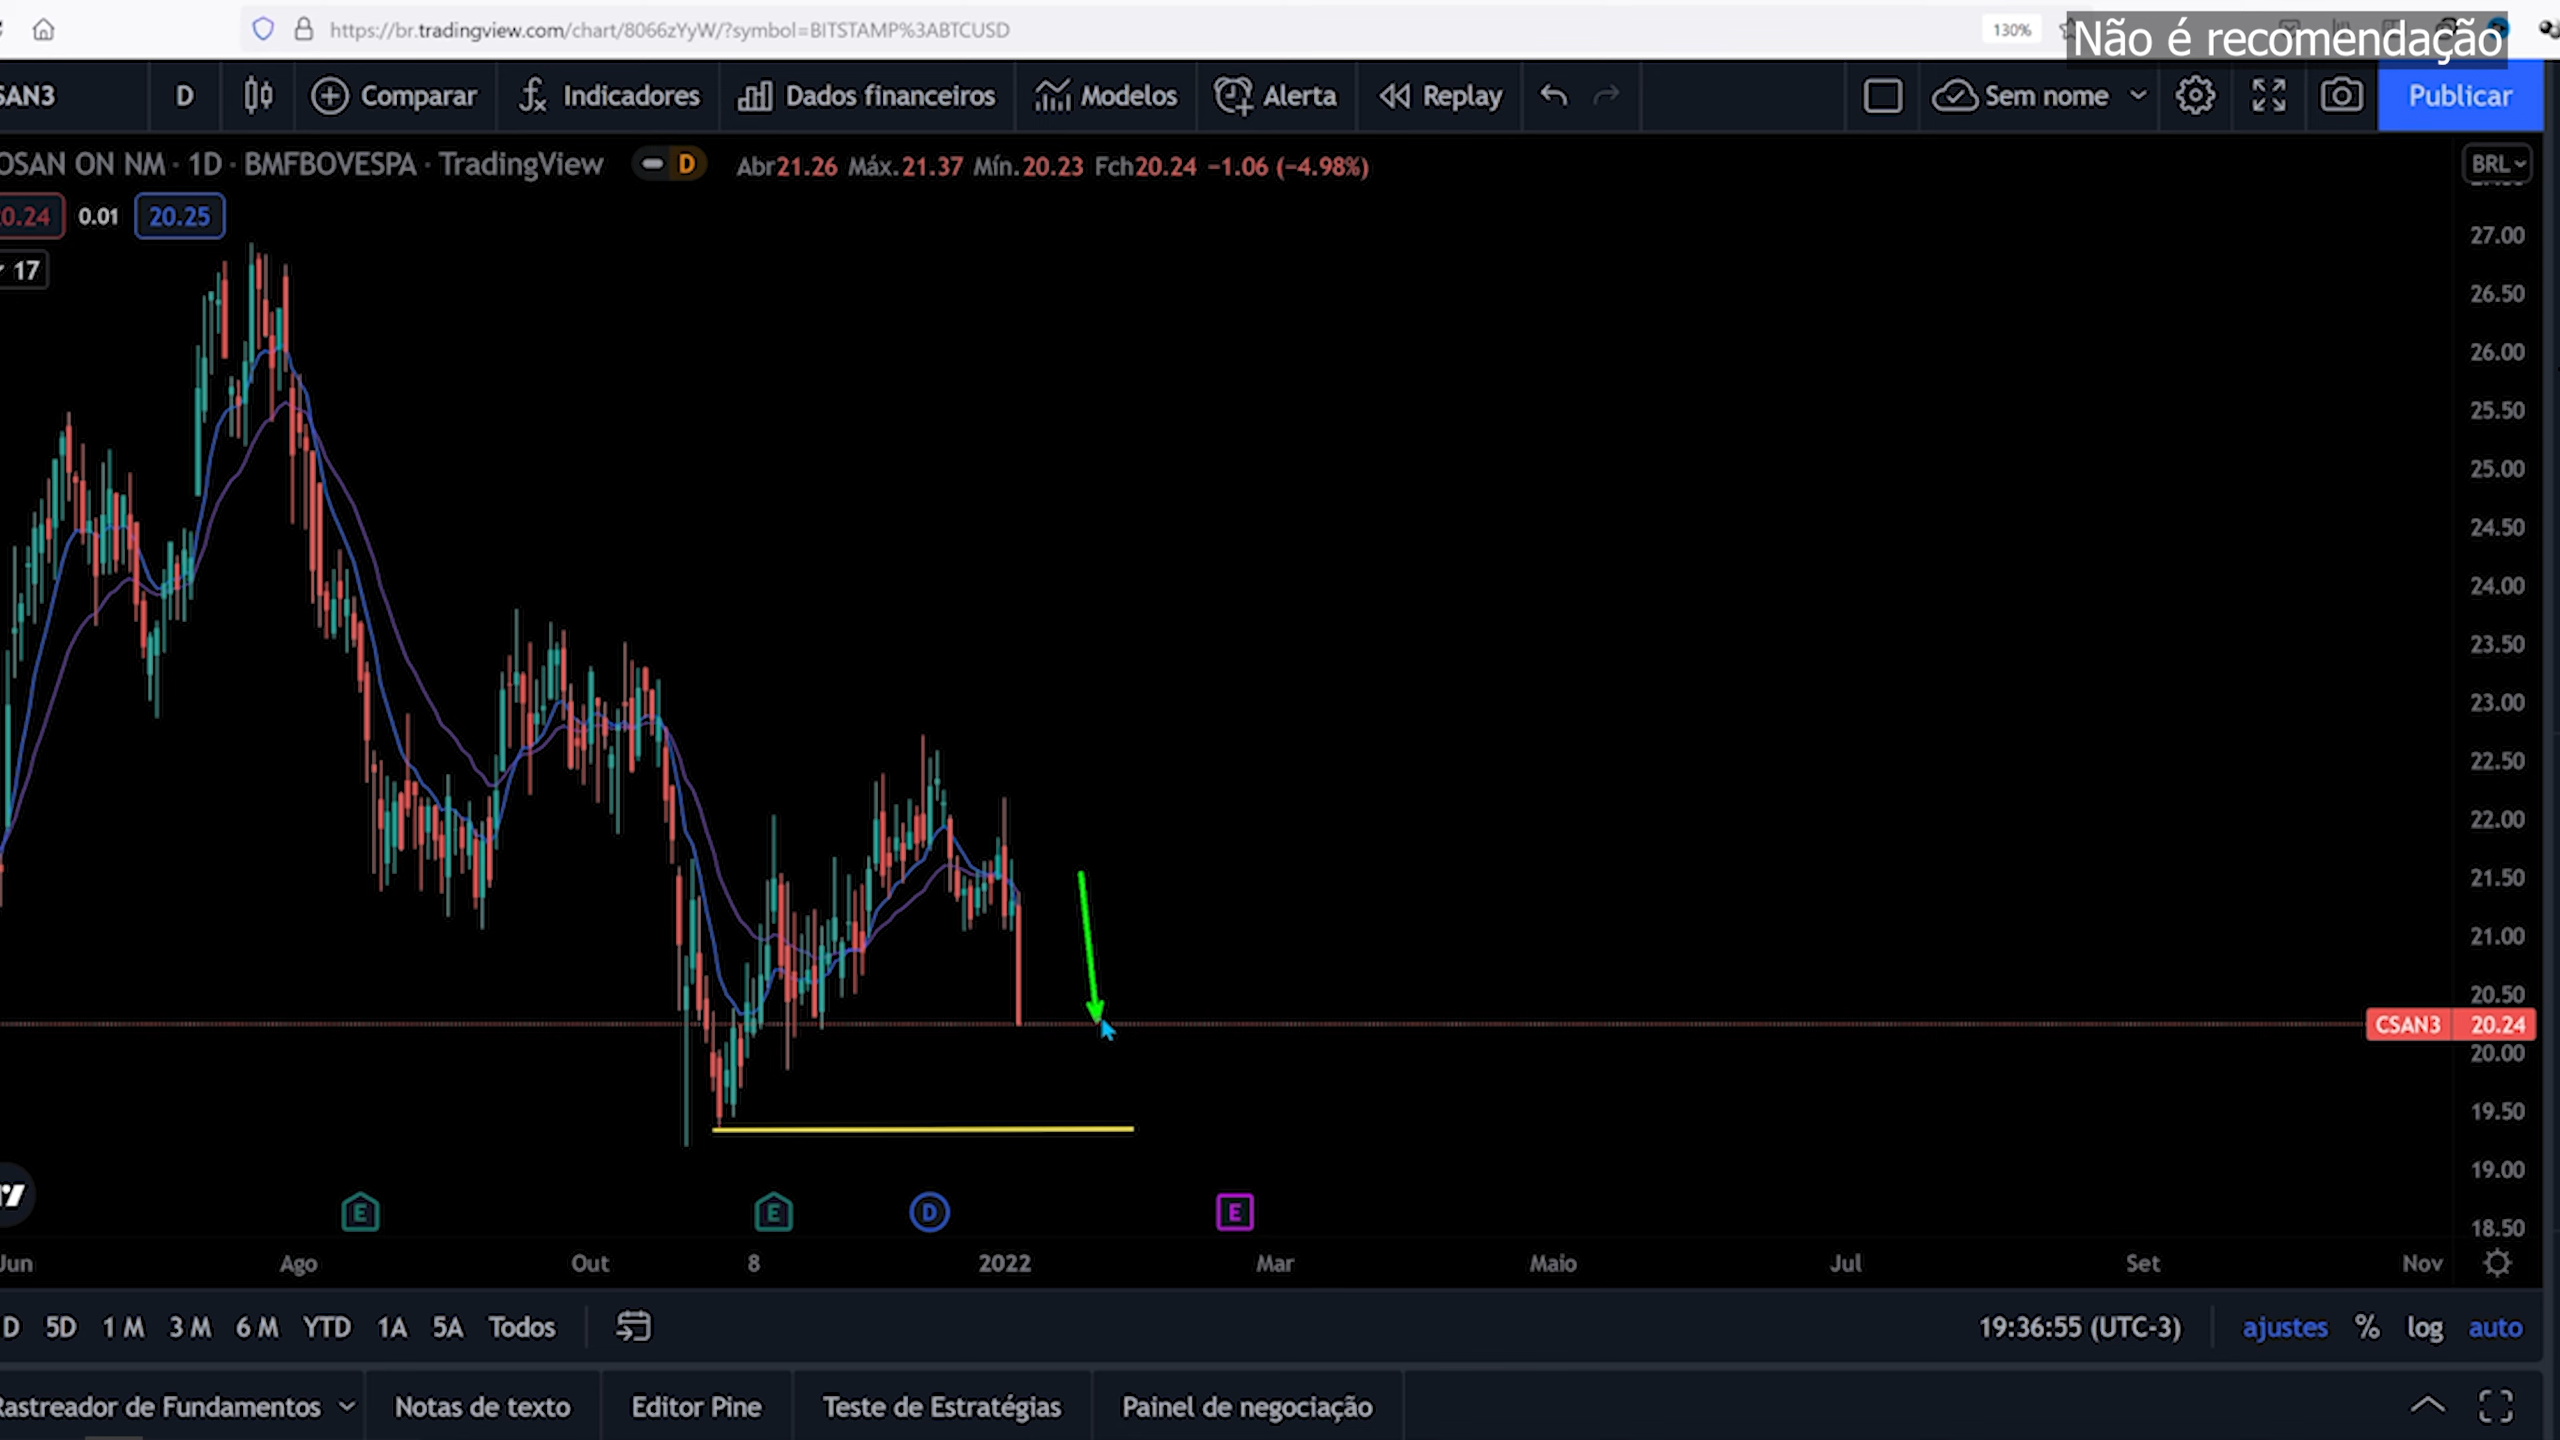 https://br.tradingview.com/chart/8066zYyW/?symbol=BITSTAMP%3ABTCUSD
130%
Não é recomendação
SAN3
D
Comparar
Indicadores
Dados financeiros
Modelos
Alerta
Replay
Sem nome
Publicar
OSAN ON NM · 1D · BMFBOVESPA · TradingView
D
Abr21.26 Máx.21.37 Mín.20.23 Fch20.24 −1.06 (−4.98%)
BRL
0.24
0.01
20.25
17
27.00
26.50
26.00
25.50
25.00
24.50
24.00
23.50
23.00
22.50
22.00
21.50
21.00
20.50
CSAN3 20.24
20.00
19.50
19.00
18.50
E
E
D
E
Jun
Ago
Out
8
2022
Mar
Maio
Jul
Set
Nov
D
5D
1 M
3 M
6 M
YTD
1A
5A
Todos
19:36:55 (UTC-3)
ajustes
%
log
auto
Rastreador de Fundamentos
Notas de texto
Editor Pine
Teste de Estratégias
Painel de negociação